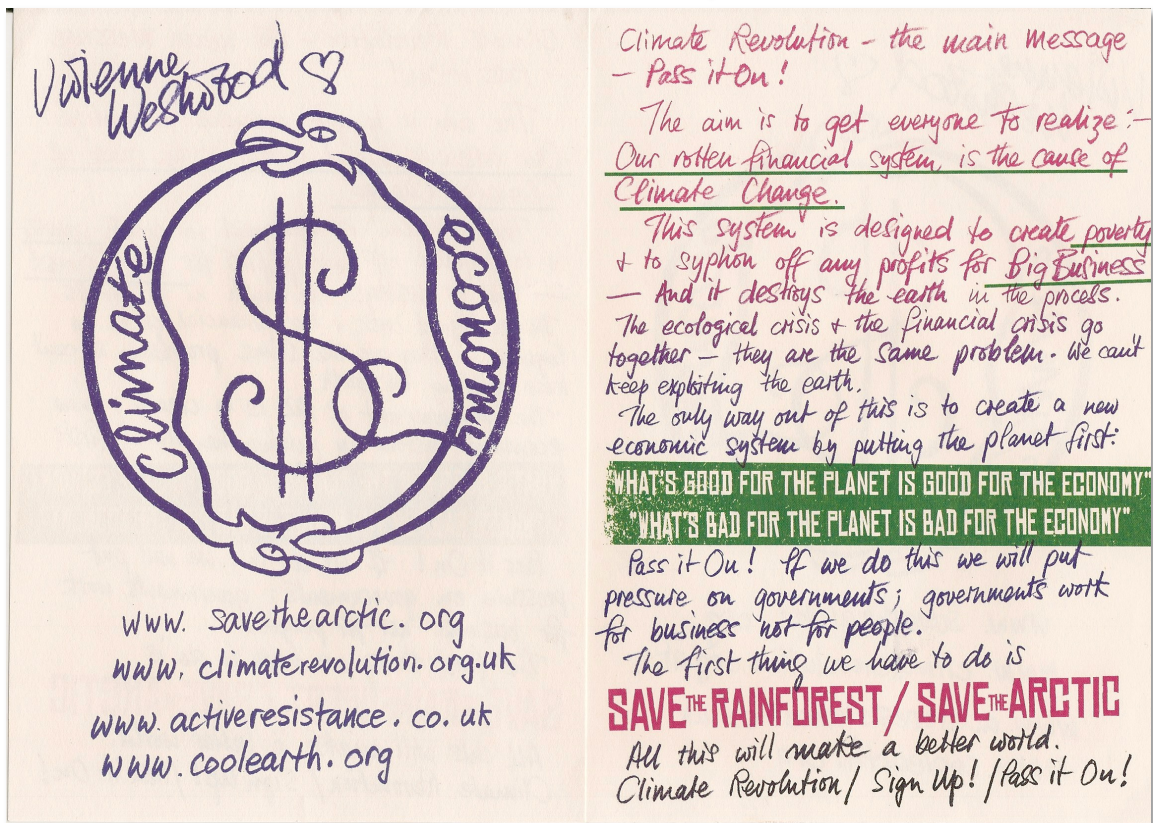 Vivienne
Westwood
Climate
economy
www. savethearctic. org
www. climaterevolution. org.uk
www. activeresistance. co. uk
www. coolearth. org
Climate Revolution – the main message
– Pass it On!
The aim is to get everyone to realize :–
Our rotten financial system, is the cause of
Climate Change.
This system is designed to create poverty
& to syphon off any profits for Big Business
— And it destroys the earth in the process.
The ecological crisis & the financial crisis go
together – they are the same problem. We can't
keep exploiting the earth.
The only way out of this is to create a new
economic system by putting the planet first:
"WHAT'S GOOD FOR THE PLANET IS GOOD FOR THE ECONOMY"
"WHAT'S BAD FOR THE PLANET IS BAD FOR THE ECONOMY"
Pass it On! If we do this we will put
pressure on governments; governments work
for business not for people.
The first thing we have to do is
SAVE THE RAINFOREST / SAVE THE ARCTIC
All this will make a better world.
Climate Revolution / Sign Up! / Pass it On!